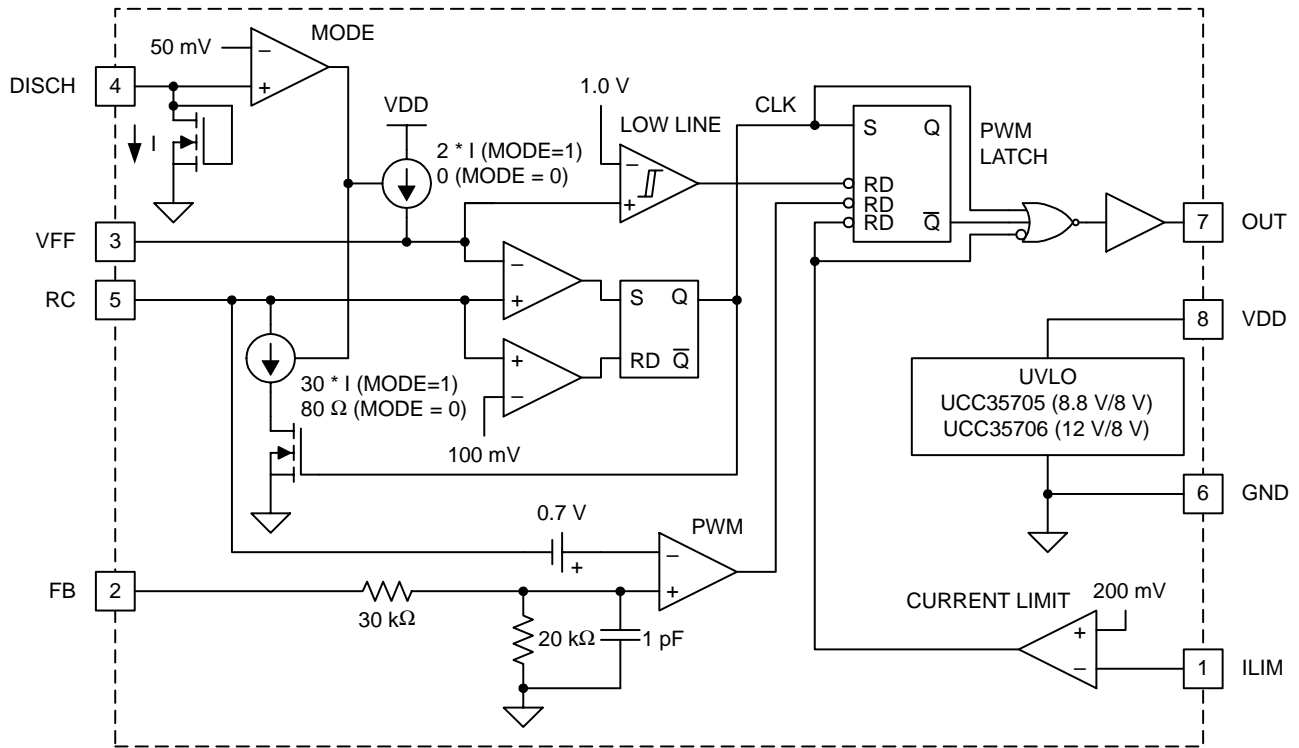 MODE
50 mV
−
+
DISCH
4
I
VDD
2 * I (MODE=1)
0 (MODE = 0)
1.0 V
LOW LINE
−
+
CLK
S
Q
RD
RD
RD
Q
PWM
LATCH
7
OUT
VFF
3
RC
5
−
+
S
Q
RD
Q
+
−
100 mV
30 * I (MODE=1)
80 Ω (MODE = 0)
8
VDD
UVLO
UCC35705 (8.8 V/8 V)
UCC35706 (12 V/8 V)
6
GND
0.7 V
+
PWM
−
+
FB
2
30 kΩ
20 kΩ
1 pF
CURRENT LIMIT
200 mV
+
−
1
ILIM